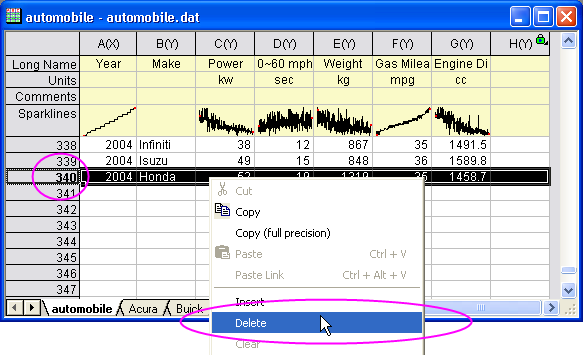 automobile - automobile.dat
A(X) B(Y) C(Y) D(Y) E(Y) F(Y) G(Y) H(Y)
Long Name Year Make Power 0~60 mph Weight Gas Milea Engine Di
Units kw sec kg mpg cc
Comments
Sparklines
338 2004 Infiniti 38 12 867 35 1491.5
339 2004 Isuzu 49 15 848 36 1589.8
340 2004 Honda 52 19 1319 35 1458.7
341
342
343
344
345
346
347
Cut
Copy
Copy (full precision)
Paste Ctrl + V
Paste Link Ctrl + Alt + V
Insert
Delete
Clear
automobile Acura Buick